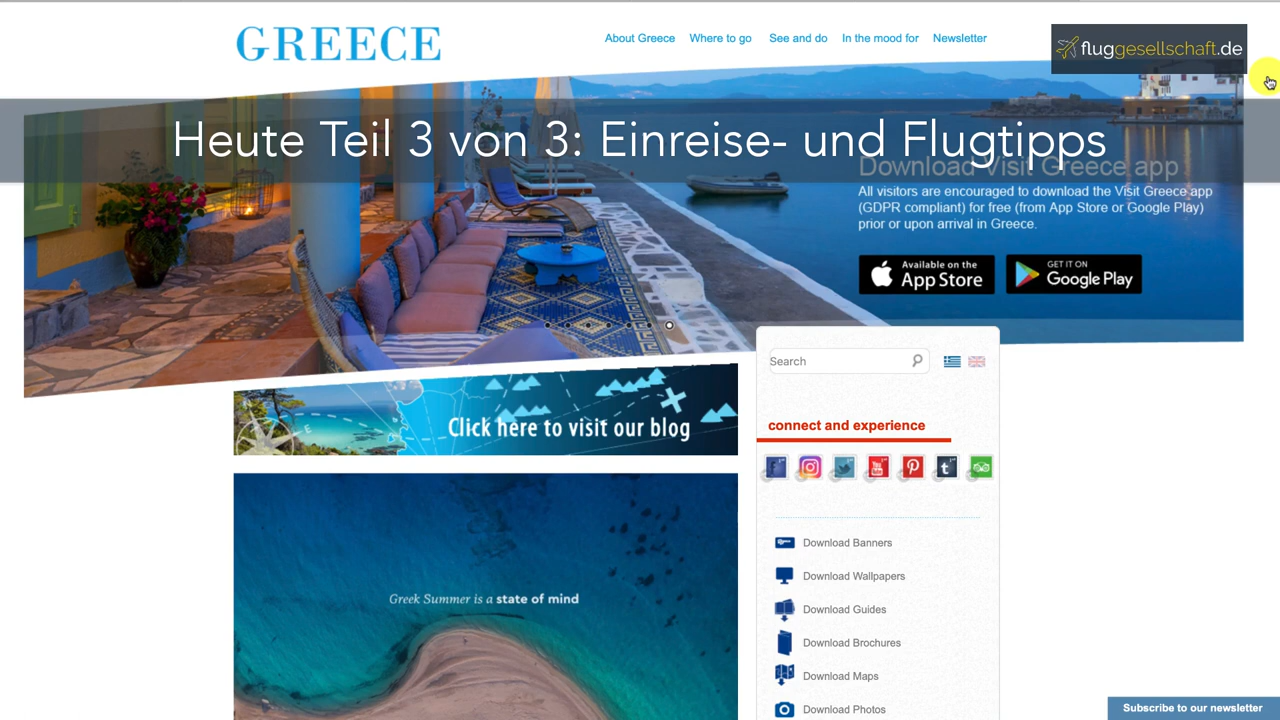 GREECE
About Greece Where to go See and do In the mood for Newsletter
fluggesellschaft.de
Heute Teil 3 von 3: Einreise- und Flugtipps
Download Visit Greece app
All visitors are encouraged to download the Visit Greece app
(GDPR compliant) for free (from App Store or Google Play)
prior or upon arrival in Greece.
Available on the
App Store
GET IT ON
Google Play
Search
E
Click here to visit our blog
connect and experience
Greek Summer is a state of mind
Download Banners
Download Wallpapers
Download Guides
Download Brochures
Download Maps
Download Photos
Subscribe to our newsletter